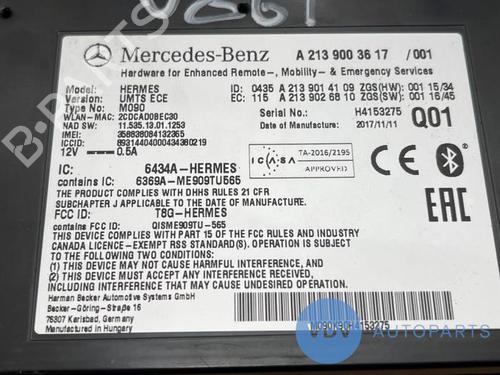 Mercedes-Benz A 213 900 36 17 /001
Hardware for Enhanced Remote-, Mobility- & Emergency Services
Model HERMES ID 0435 A 213 901 41 09 ZGS(HW) 001 15/34
Version UMTS ECE EC: 115 A 213 902 68 10 ZGS(SW) 001 16/45
Type No M090
WLAN-MAC: 2CDCAD0BEC30 Serial No H4153275
NAD SW: 11.535.13.01.1253 2017/11/11 Q01
IMEI: 358838084132365
ICCID: 89314404000434380219
12V 0.5A
ICASA TA-2016/2195 APPROVED
IC: 6434A-HERMES
contains IC: 6369A-ME909TU565
THE PRODUCT COMPLIES WITH DHHS RULES 21 CFR
SUBCHAPTER J APPLICABLE TO THE DATE OF MANUFACTURE.
FCC ID: T8G-HERMES
contains FCC ID: QISME909TU-565
THIS DEVICE COMPLIES WITH PART 15 OF THE FCC RULES AND INDUSTRY
CANADA LICENCE-EXEMPT RSS STANDARD(S). OPERATION IS
SUBJECT TO THE FOLLOWING TWO CONDITIONS:
(1) THIS DEVICE MAY NOT CAUSE HARMFUL INTERFERENCE, AND
(2) THIS DEVICE MUST ACCEPT ANY INTERFERENCE RECEIVED,
INCLUDING INTERFERENCE THAT MAY CAUSE UNDESIRED OPERATION.
Harman Becker Automotive Systems GmbH
Becker-Göring-Straße 16
76307 Karlsbad, Germany
Manufactured in Hungary
CE
EAC
VDV AUTOPARTS